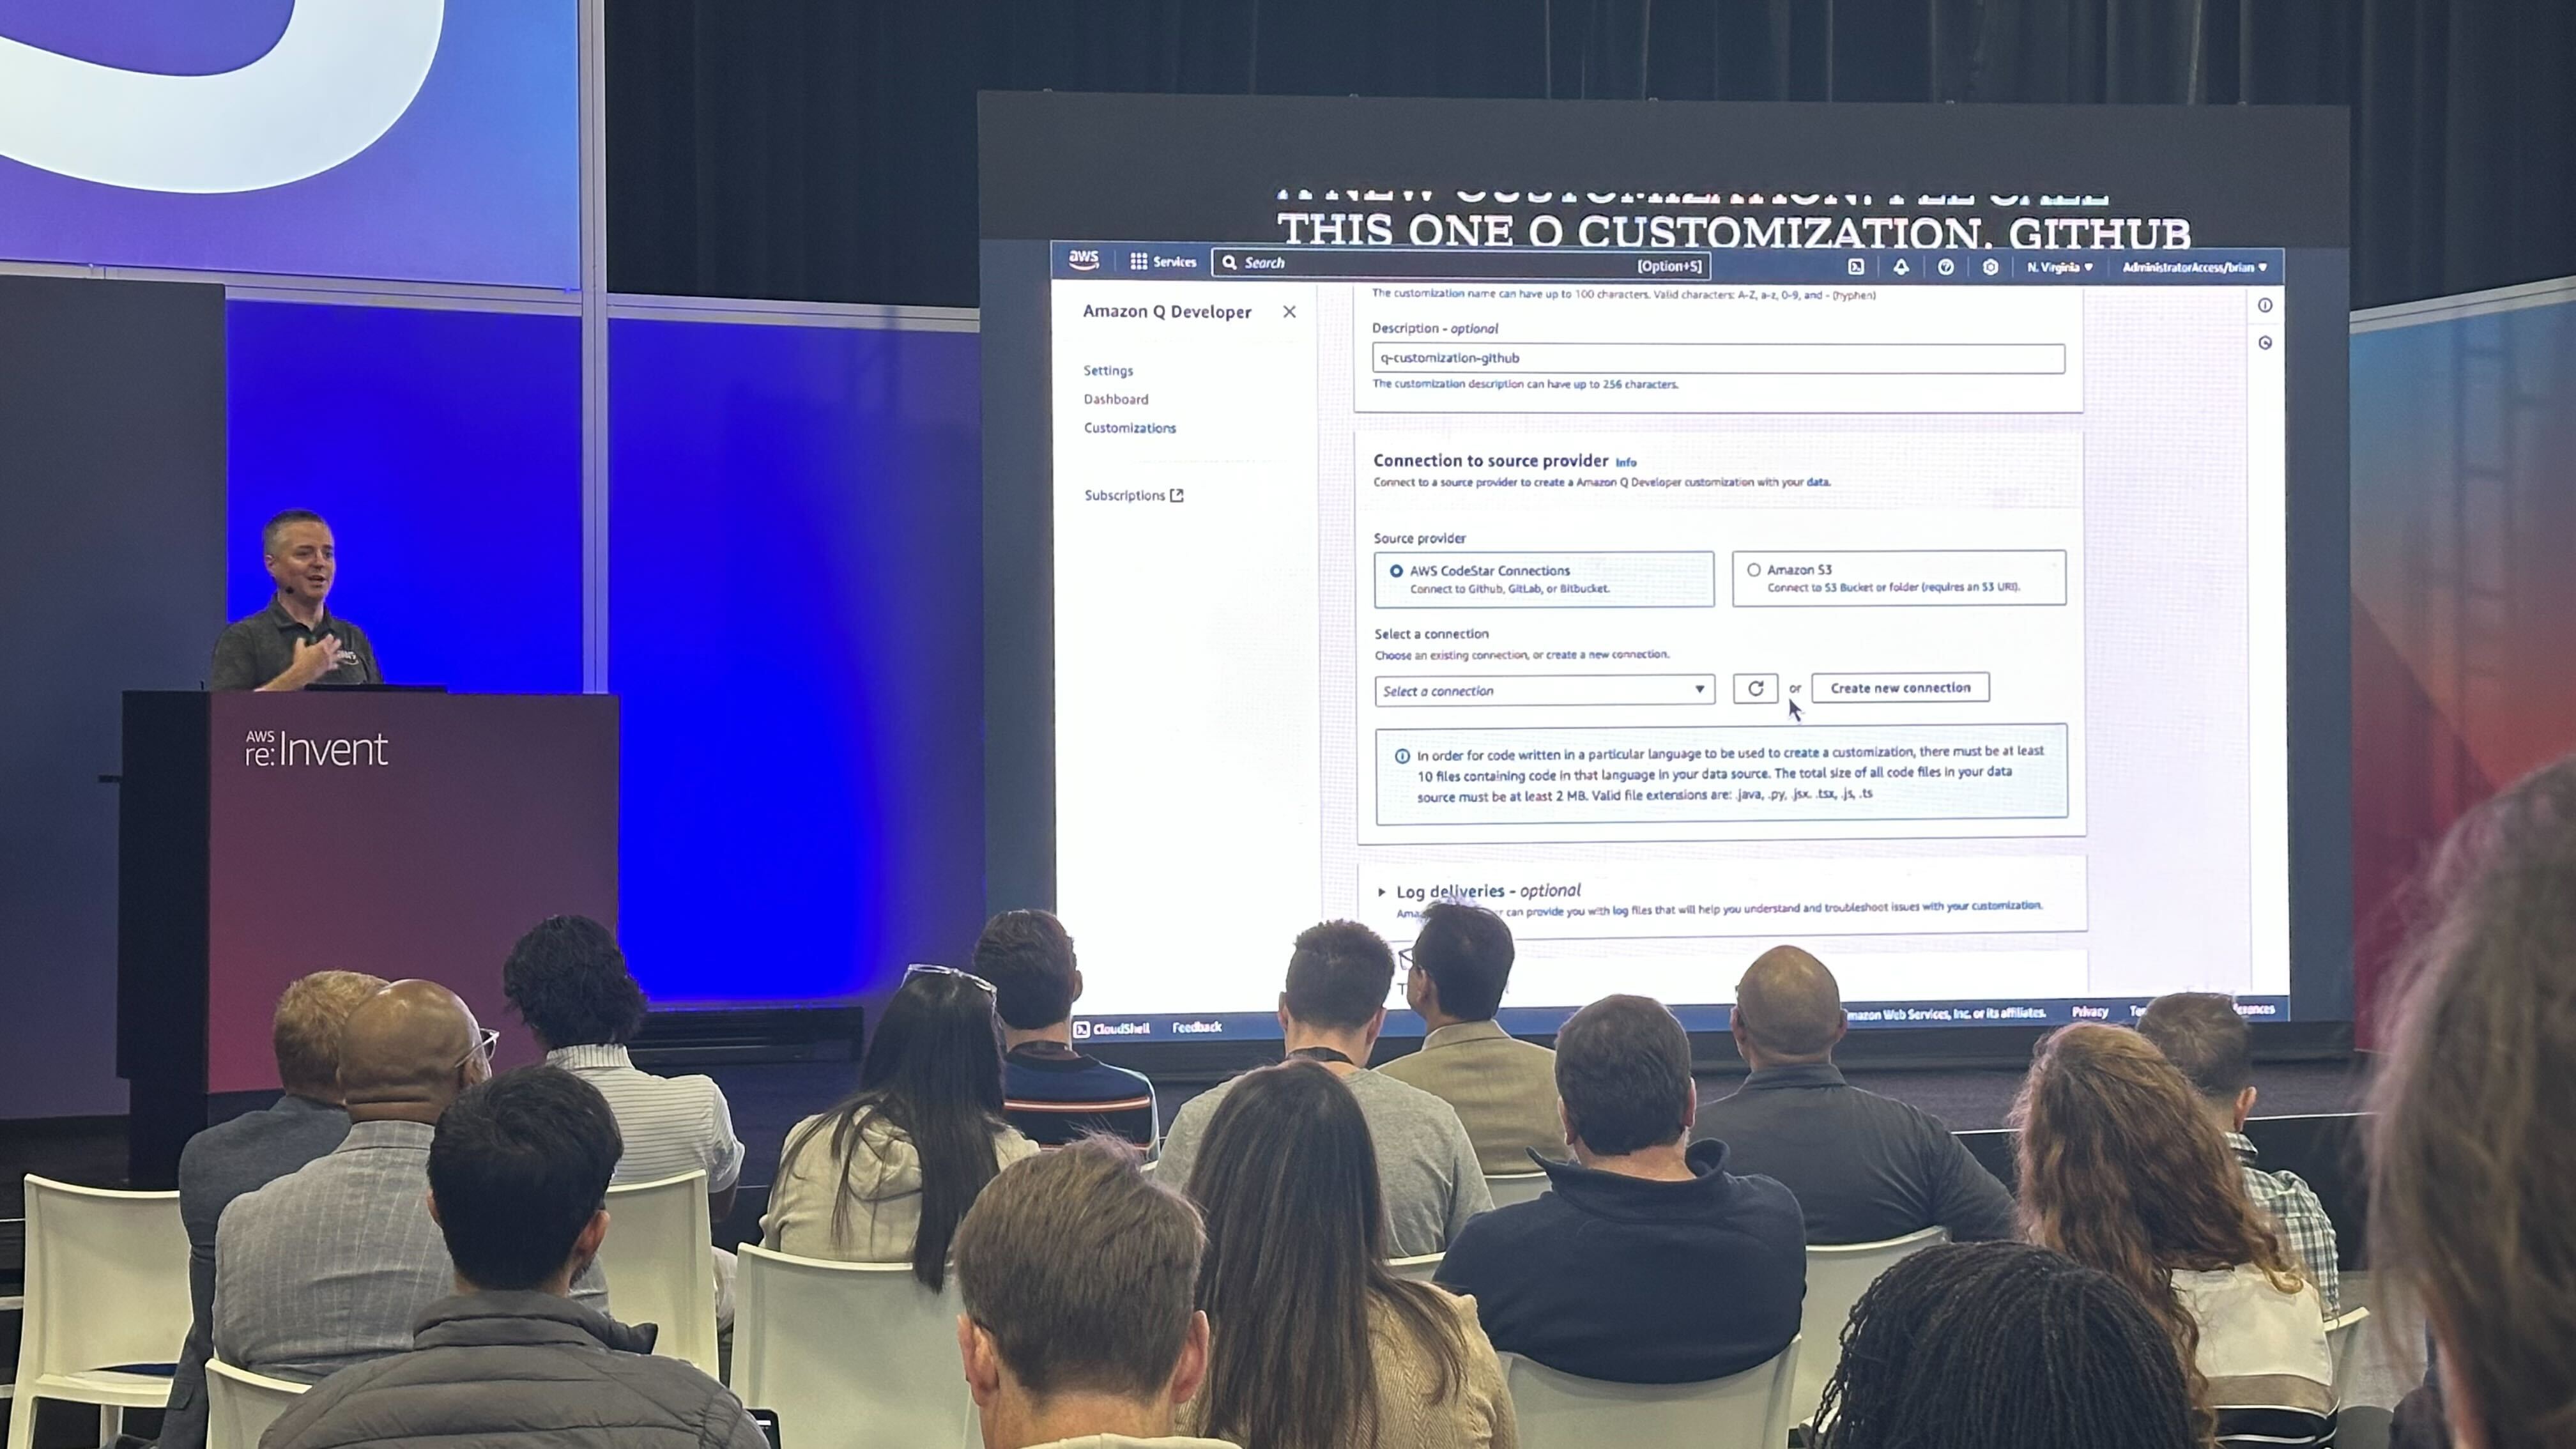 THIS ONE Q CUSTOMIZATION. GITHUB
aws
Services
Search
[Option+S]
N. Virginia
AdministratorAccess/brian
Amazon Q Developer
Settings
Dashboard
Customizations
Subscriptions
The customization name can have up to 100 characters. Valid characters: A-Z, a-z, 0-9, and - (hyphen)
Description - optional
q-customization-github
The customization description can have up to 256 characters.
Connection to source provider Info
Connect to a source provider to create a Amazon Q Developer customization with your data.
Source provider
AWS CodeStar Connections
Connect to Github, GitLab, or Bitbucket.
Amazon S3
Connect to S3 Bucket or folder (requires an S3 URI).
Select a connection
Choose an existing connection, or create a new connection.
Select a connection
or
Create new connection
In order for code written in a particular language to be used to create a customization, there must be at least
10 files containing code in that language in your data source. The total size of all code files in your data
source must be at least 2 MB. Valid file extensions are: .java, .py, .jsx, .tsx, .js, .ts
Log deliveries - optional
can provide you with log files that will help you understand and troubleshoot issues with your customization.
CloudShell
Feedback
Web Services, Inc. or its affiliates.
Privacy
AWS
re:Invent
aws